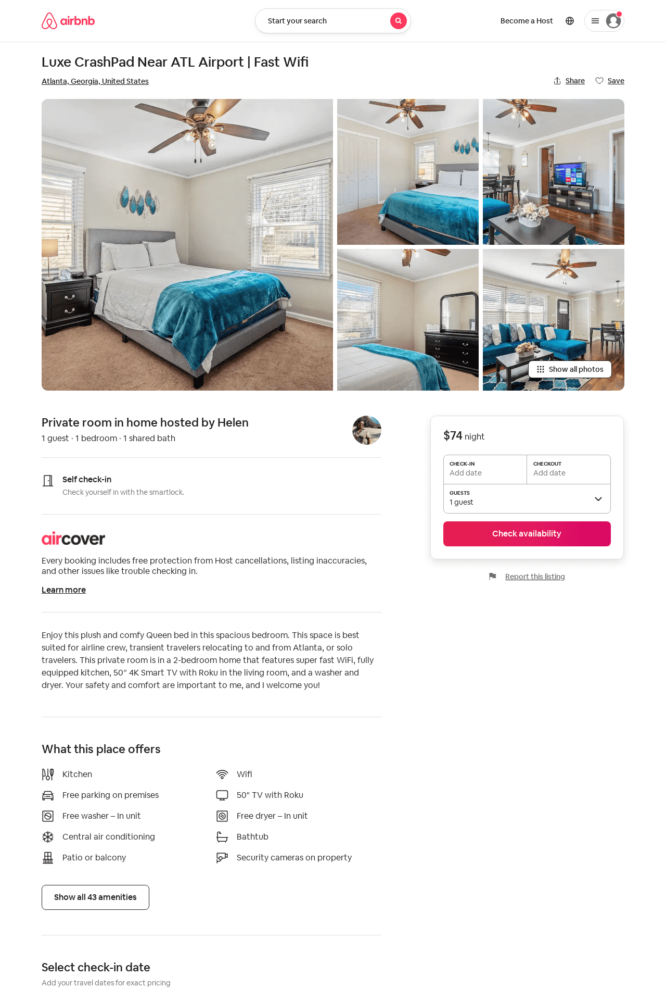 airbnb
Start your search
Become a Host
Luxe CrashPad Near ATL Airport | Fast Wifi
Atlanta, Georgia, United States
Share
Save
Show all photos
Private room in home hosted by Helen
1 guest · 1 bedroom · 1 shared bath
$74 night
CHECK-IN
Add date
CHECKOUT
Add date
GUESTS
1 guest
Check availability
Report this listing
Self check-in
Check yourself in with the smartlock.
aircover
Every booking includes free protection from Host cancellations, listing inaccuracies,
and other issues like trouble checking in.
Learn more
Enjoy this plush and comfy Queen bed in this spacious bedroom. This space is best
suited for airline crew, transient travelers relocating to and from Atlanta, or solo
travelers. This private room is in a 2-bedroom home that features super fast WiFi, fully
equipped kitchen, 50” 4K Smart TV with Roku in the living room, and a washer and
dryer. Your safety and comfort are important to me, and I welcome you!
What this place offers
Kitchen
Wifi
Free parking on premises
50" TV with Roku
Free washer – In unit
Free dryer – In unit
Central air conditioning
Bathtub
Patio or balcony
Security cameras on property
Show all 43 amenities
Select check-in date
Add your travel dates for exact pricing